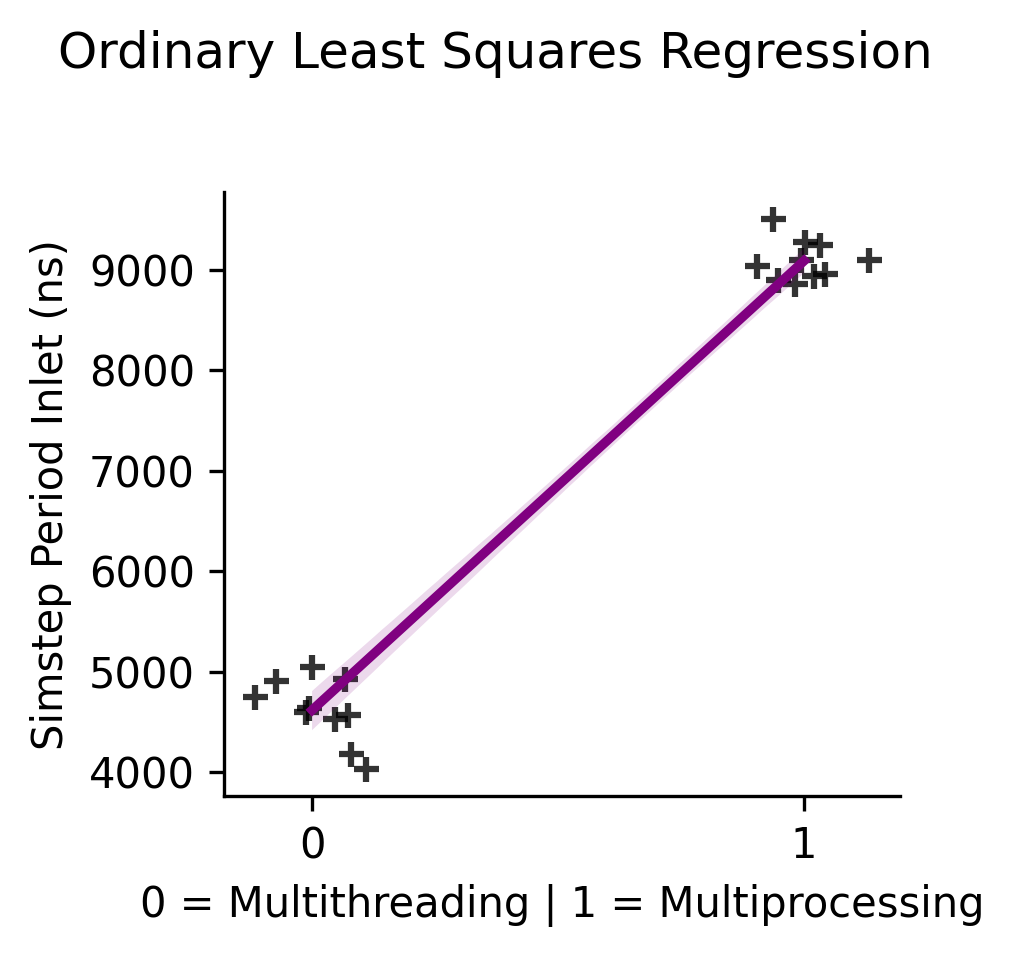 Ordinary Least Squares Regression
Simstep Period Inlet (ns)
9000
8000
7000
6000
5000
4000
0
1
0 = Multithreading | 1 = Multiprocessing